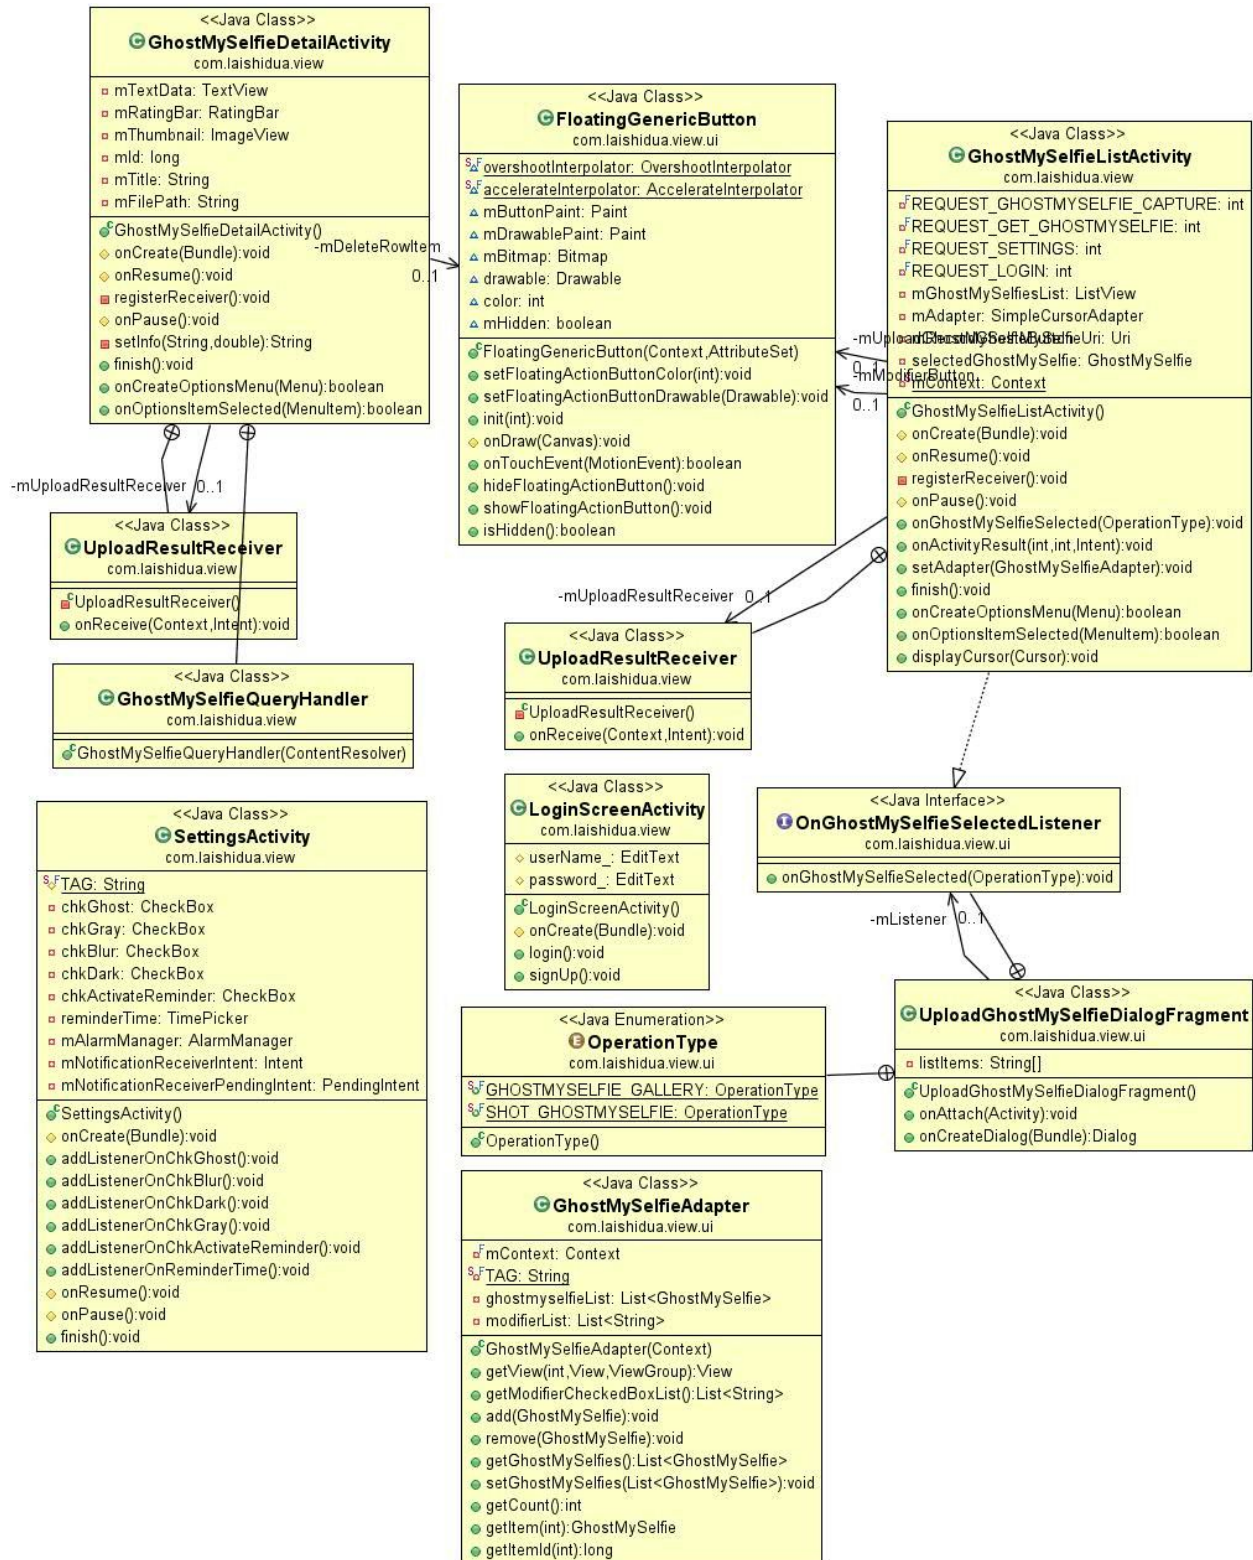 <<Java Class>>
GhostMySelfieDetailActivity
com.laishidua.view
mTextData: TextView
mRatingBar: RatingBar
mThumbnail: ImageView
mId: long
mTitle: String
mFilePath: String
GhostMySelfieDetailActivity()
onCreate(Bundle):void
onResume():void
registerReceiver():void
onPause():void
setInfo(String,double):String
finish():void
onCreateOptionsMenu(Menu):boolean
onOptionsItemSelected(MenuItem):boolean
-mDeleteRowItem
0..1
<<Java Class>>
FloatingGenericButton
com.laishidua.view.ui
overshootInterpolator: OvershootInterpolator
accelerateInterpolator: AccelerateInterpolator
mButtonPaint: Paint
mDrawablePaint: Paint
mBitmap: Bitmap
drawable: Drawable
color: int
mHidden: boolean
FloatingGenericButton(Context,AttributeSet)
setFloatingActionButtonColor(int):void
setFloatingActionButtonDrawable(Drawable):void
init(int):void
onDraw(Canvas):void
onTouchEvent(MotionEvent):boolean
hideFloatingActionButton():void
showFloatingActionButton():void
isHidden():boolean
<<Java Class>>
GhostMySelfieListActivity
com.laishidua.view
REQUEST_GHOSTMYSELFIE_CAPTURE: int
REQUEST_GET_GHOSTMYSELFIE: int
REQUEST_SETTINGS: int
REQUEST_LOGIN: int
mGhostMySelfiesList: ListView
mAdapter: SimpleCursorAdapter
Uri: Uri
selectedGhostMySelfie: GhostMySelfie
mContext: Context
0..1
-mModifierButton
0..1
GhostMySelfieListActivity()
onCreate(Bundle):void
onResume():void
registerReceiver():void
onPause():void
onGhostMySelfieSelected(OperationType):void
onActivityResult(int,int,Intent):void
setAdapter(GhostMySelfieAdapter):void
finish():void
onCreateOptionsMenu(Menu):boolean
onOptionsItemSelected(MenuItem):boolean
displayCursor(Cursor):void
-mUploadResultReceiver 0..1
<<Java Class>>
UploadResultReceiver
com.laishidua.view
UploadResultReceiver()
onReceive(Context,Intent):void
<<Java Class>>
GhostMySelfieQueryHandler
com.laishidua.view
GhostMySelfieQueryHandler(ContentResolver)
-mUploadResultReceiver 0..1
<<Java Class>>
UploadResultReceiver
com.laishidua.view
UploadResultReceiver()
onReceive(Context,Intent):void
<<Java Class>>
LoginScreenActivity
com.laishidua.view
userName_: EditText
password_: EditText
LoginScreenActivity()
onCreate(Bundle):void
login():void
signUp():void
<<Java Interface>>
OnGhostMySelfieSelectedListener
com.laishidua.view.ui
onGhostMySelfieSelected(OperationType):void
-mListener 0..1
<<Java Class>>
SettingsActivity
com.laishidua.view
TAG: String
chkGhost: CheckBox
chkGray: CheckBox
chkBlur: CheckBox
chkDark: CheckBox
chkActivateReminder: CheckBox
reminderTime: TimePicker
mAlarmManager: AlarmManager
mNotificationReceiverIntent: Intent
mNotificationReceiverPendingIntent: PendingIntent
SettingsActivity()
onCreate(Bundle):void
addListenerOnChkGhost():void
addListenerOnChkBlur():void
addListenerOnChkDark():void
addListenerOnChkGray():void
addListenerOnChkActivateReminder():void
addListenerOnReminderTime():void
onResume():void
onPause():void
finish():void
<<Java Enumeration>>
OperationType
com.laishidua.view.ui
GHOSTMYSELFIE_GALLERY: OperationType
SHOT_GHOSTMYSELFIE: OperationType
OperationType()
<<Java Class>>
UploadGhostMySelfieDialogFragment
com.laishidua.view.ui
listItems: String[]
UploadGhostMySelfieDialogFragment()
onAttach(Activity):void
onCreateDialog(Bundle):Dialog
<<Java Class>>
GhostMySelfieAdapter
com.laishidua.view.ui
mContext: Context
TAG: String
ghostmyselfieList: List<GhostMySelfie>
modifierList: List<String>
GhostMySelfieAdapter(Context)
getView(int,View,ViewGroup):View
getModifierCheckedBoxList():List<String>
add(GhostMySelfie):void
remove(GhostMySelfie):void
getGhostMySelfies():List<GhostMySelfie>
setGhostMySelfies(List<GhostMySelfie>):void
getCount():int
getItem(int):GhostMySelfie
getItemId(int):long